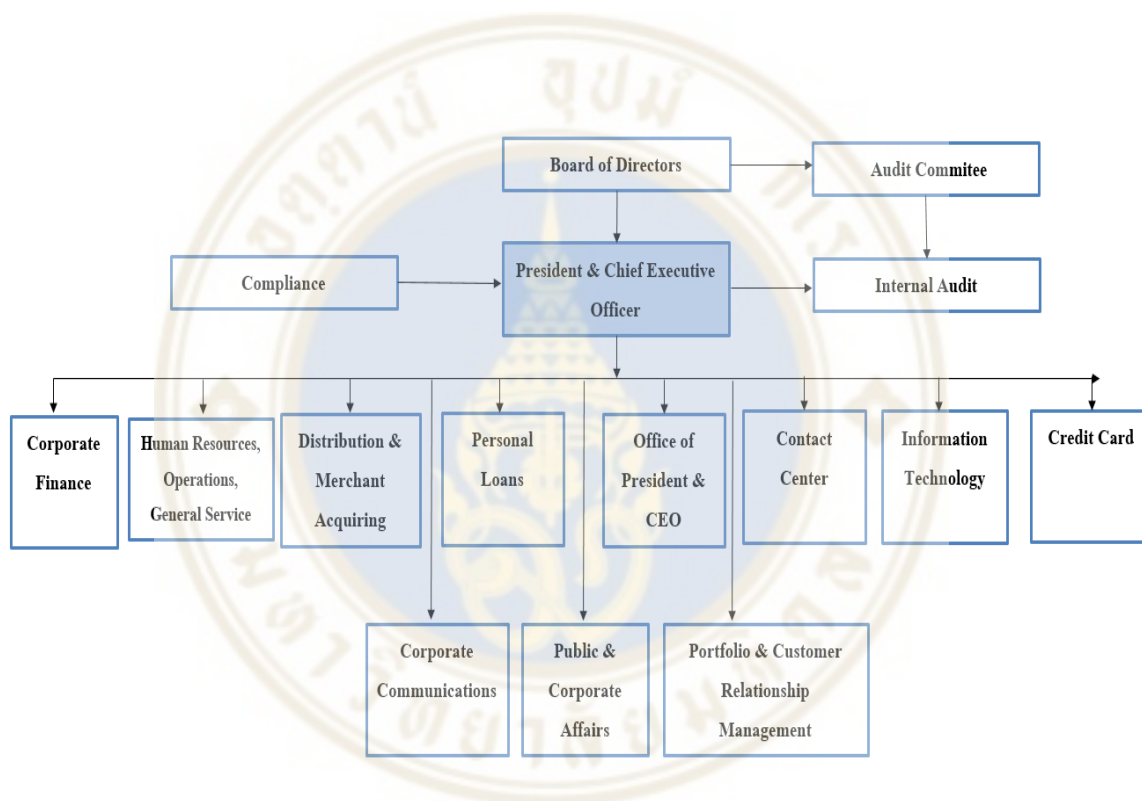 Board of Directors
Audit Commitee
Compliance
President & Chief Executive
Officer
Internal Audit
Corporate
Finance
Human Resources,
Operations,
General Service
Distribution &
Merchant
Acquiring
Personal
Loans
Office of
President &
CEO
Contact
Center
Information
Technology
Credit Card
Corporate
Communications
Public &
Corporate
Affairs
Portfolio & Customer
Relationship
Management